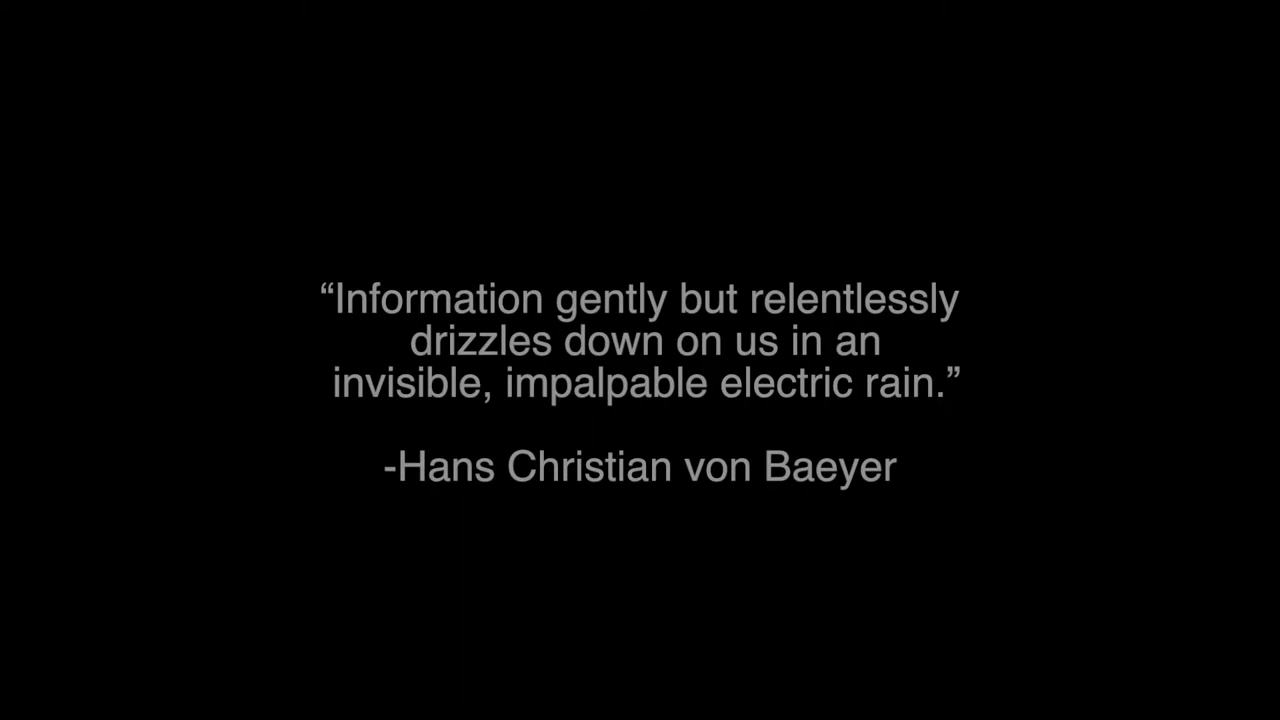 “Information gently but relentlessly
drizzles down on us in an
invisible, impalpable electric rain.”
-Hans Christian von Baeyer